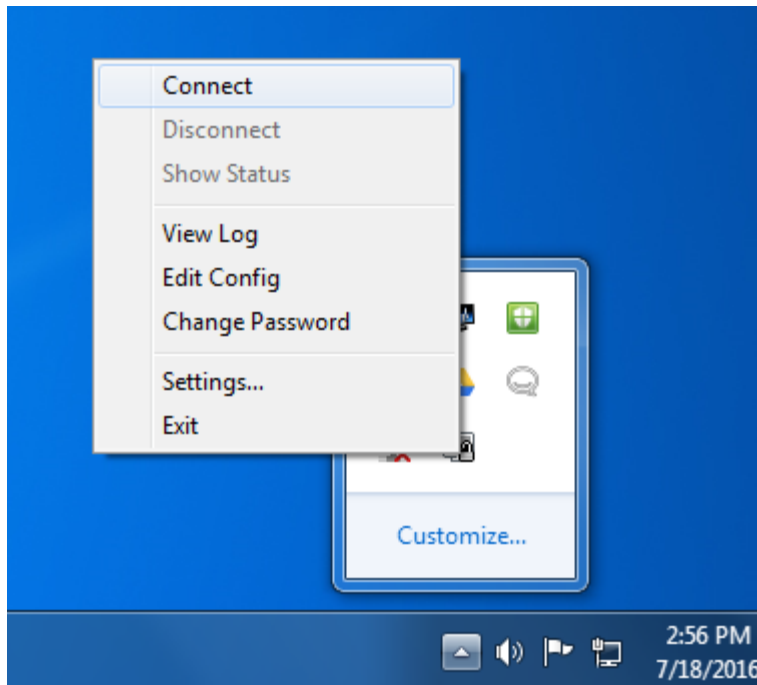 Connect
Disconnect
Show Status
View Log
Edit Config
Change Password
Settings...
Exit
Customize...
2:56 PM
7/18/2016